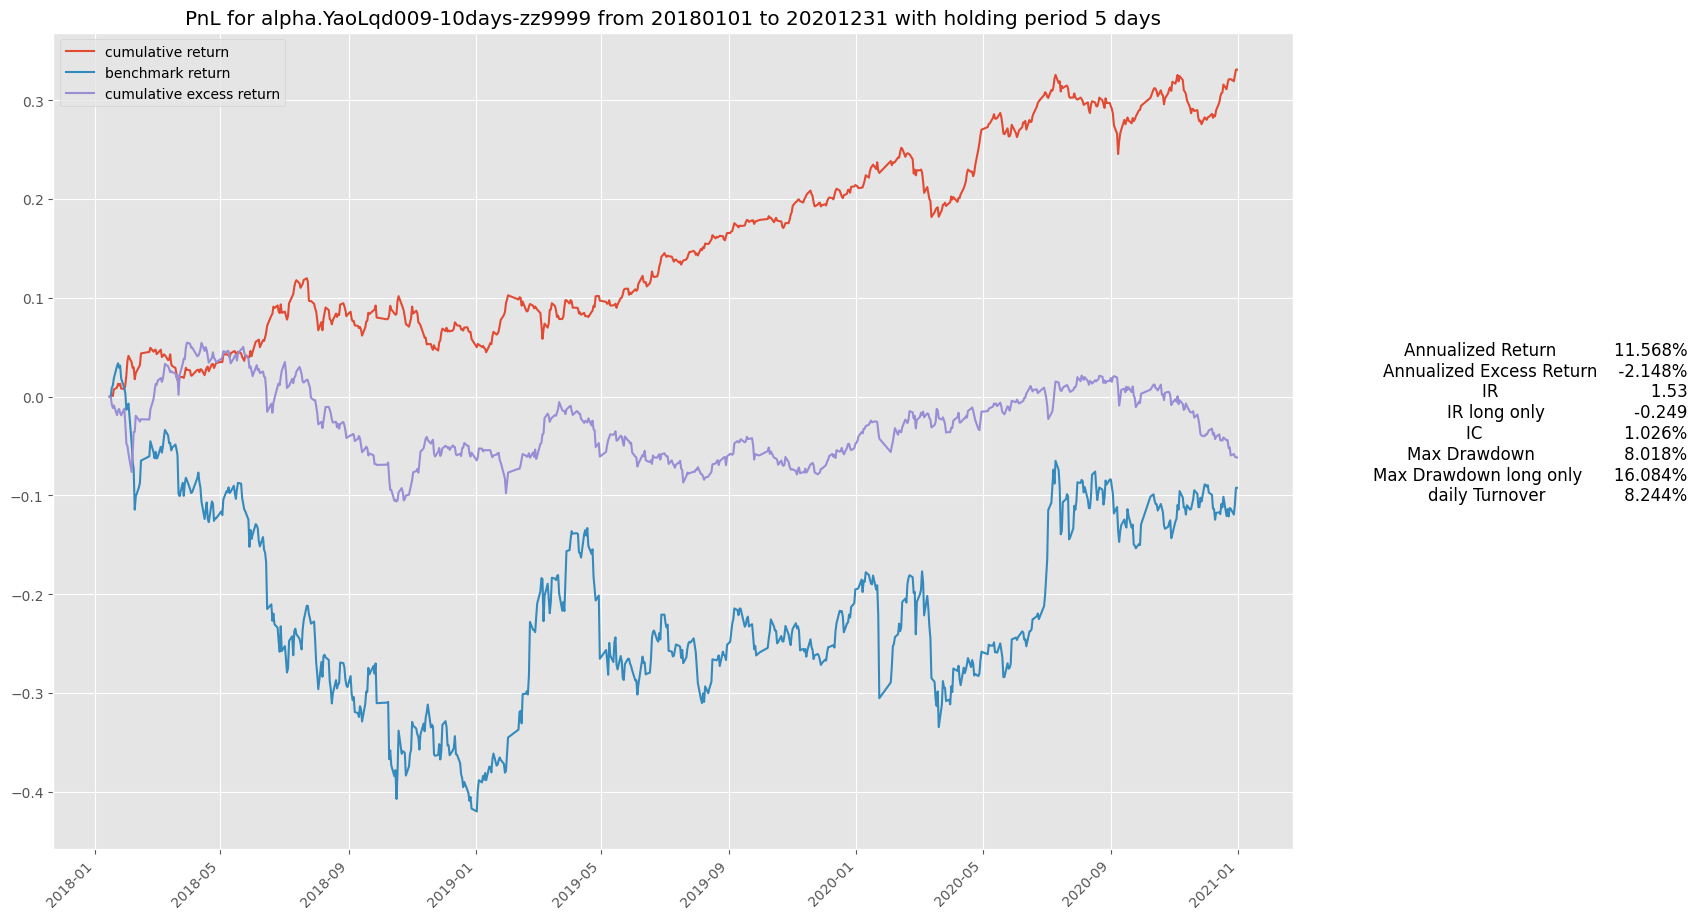 PnL for alpha.YaoLqd009-10days-zz9999 from 20180101 to 20201231 with holding period 5 days
cumulative return
benchmark return
cumulative excess return
0.3
0.2
0.1
0.0
−0.1
−0.2
−0.3
−0.4
2018-01
2018-05
2018-09
2019-01
2019-05
2019-09
2020-01
2020-05
2020-09
2021-01
Annualized Return 11.568%
Annualized Excess Return -2.148%
IR 1.53
IR long only -0.249
IC 1.026%
Max Drawdown 8.018%
Max Drawdown long only 16.084%
daily Turnover 8.244%